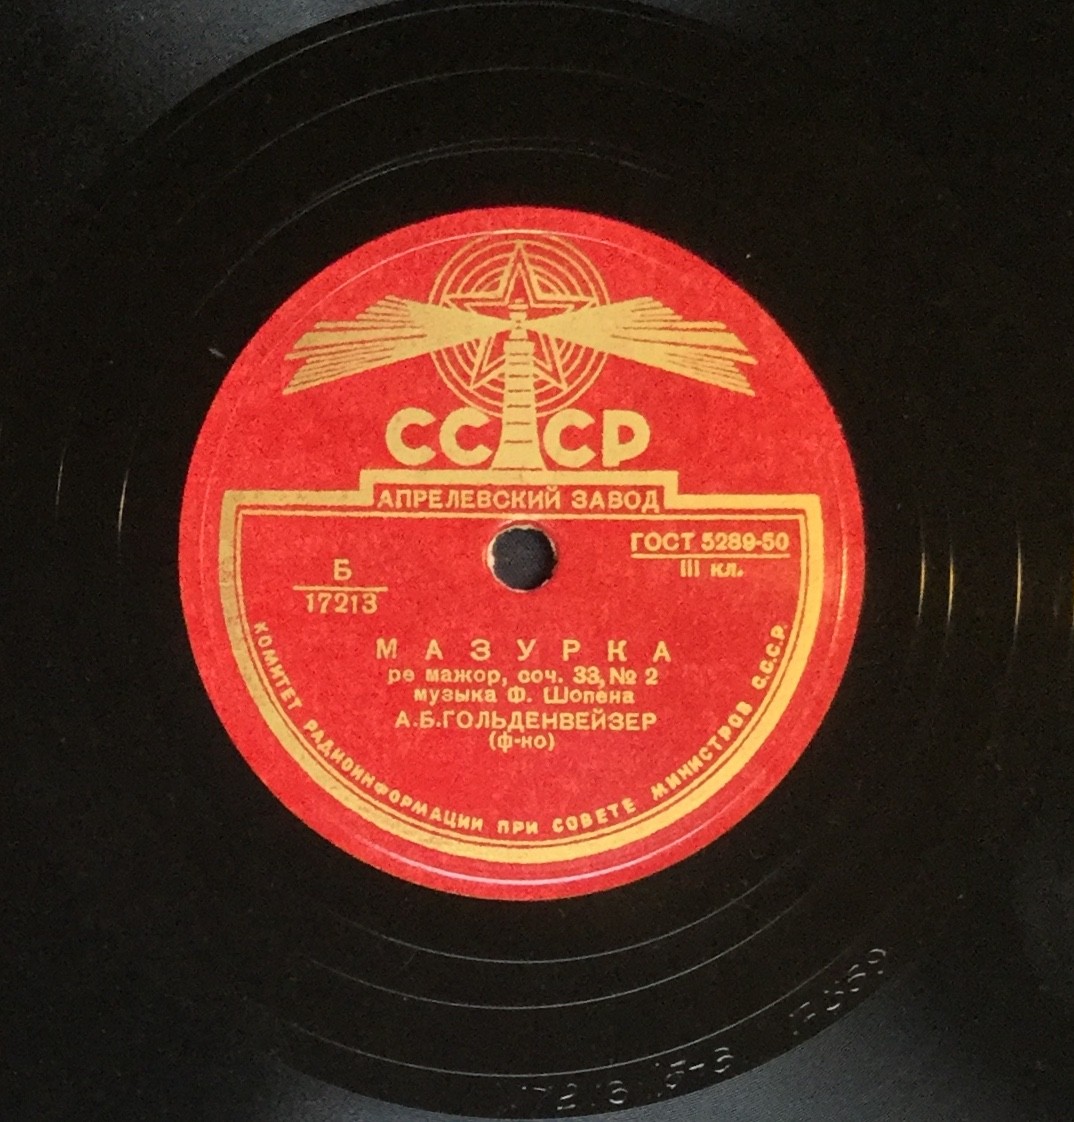 СССР
АПРЕЛЕВСКИЙ ЗАВОД
ГОСТ 5289-50
III кл.
Б
17213
МАЗУРКА
ре мажор, соч. 33, № 2
музыка Ф. Шопена
А.Б.ГОЛЬДЕНВЕЙЗЕР
(ф-но)
КОМИТЕТ РАДИОИНФОРМАЦИИ ПРИ СОВЕТЕ МИНИСТРОВ С.С.С.Р.